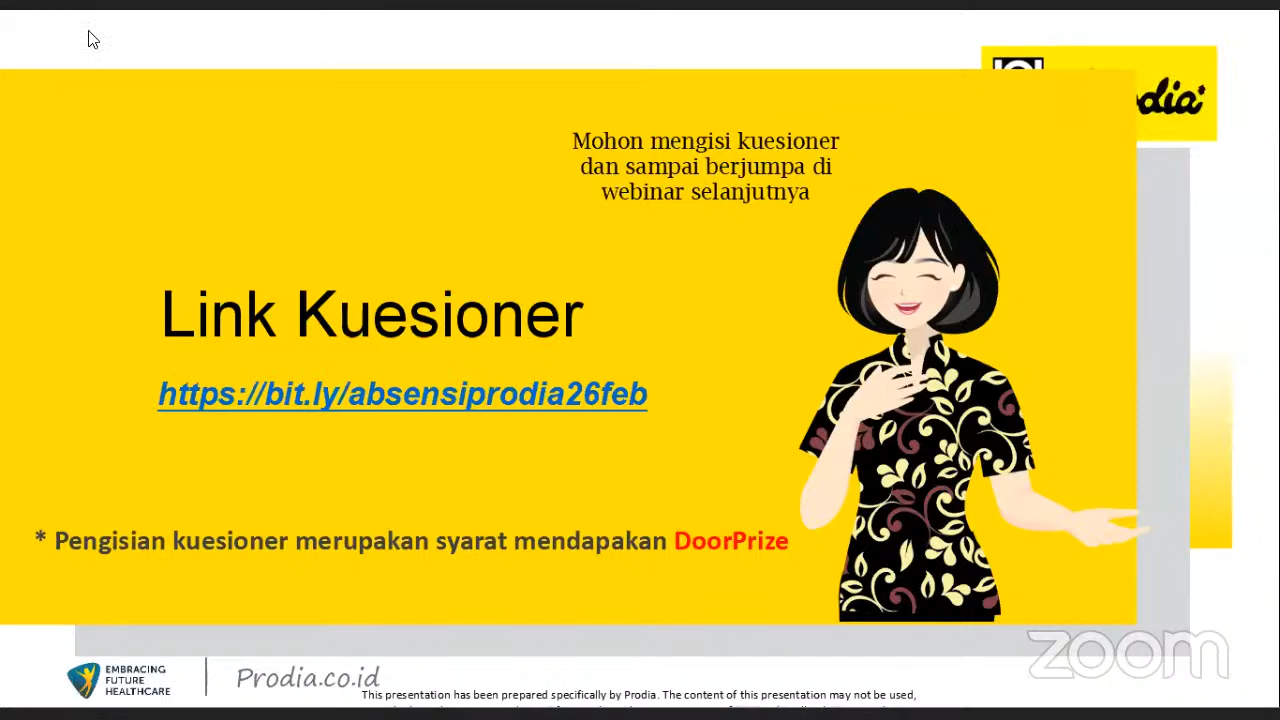 Mohon mengisi kuesioner
dan sampai berjumpa di
webinar selanjutnya
Link Kuesioner
https://bit.ly/absensiprodia26feb
* Pengisian kuesioner merupakan syarat mendapakan DoorPrize
zoom
EMBRACING
FUTURE
HEALTHCARE
Prodia.co.id
This presentation has been prepared specifically by Prodia. The content of this presentation may not be used,